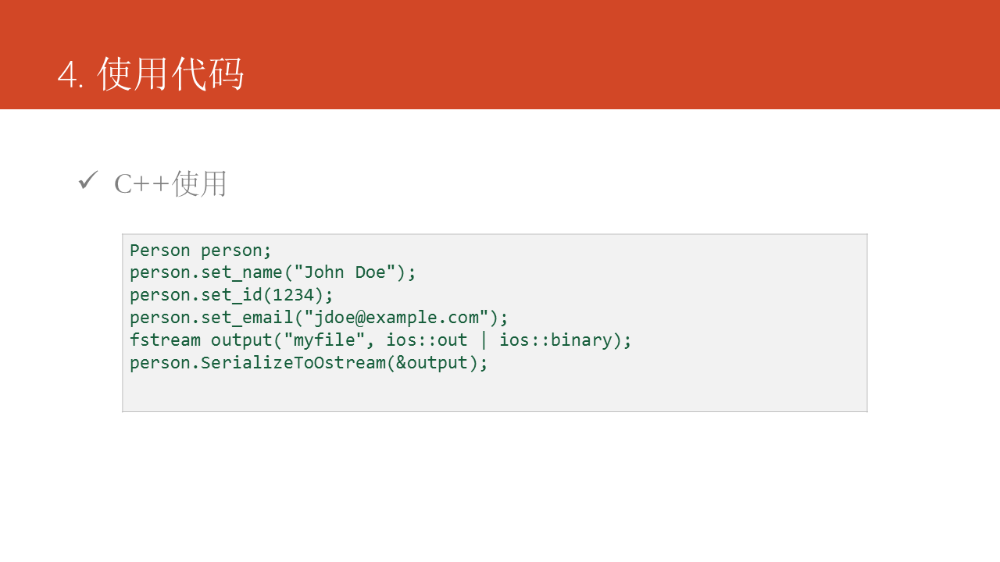 4. 使用代码
✓ C++使用
Person person;
person.set_name("John Doe");
person.set_id(1234);
person.set_email("jdoe@example.com");
fstream output("myfile", ios::out | ios::binary);
person.SerializeToOstream(&output);